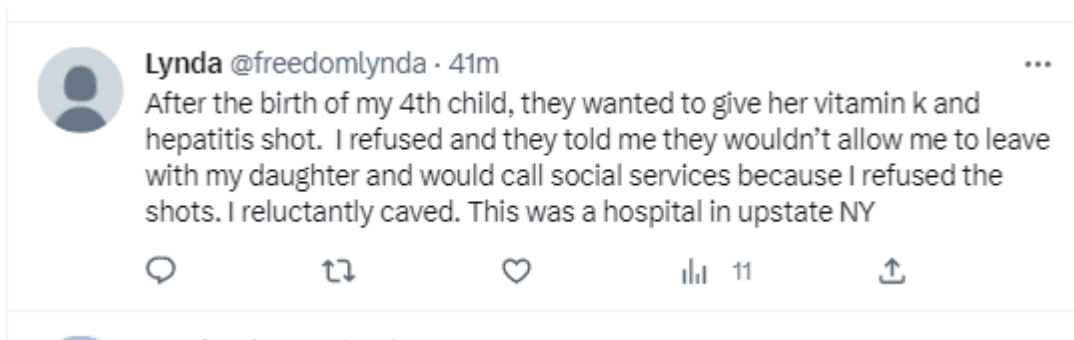 Lynda @freedomlynda · 41m
After the birth of my 4th child, they wanted to give her vitamin k and
hepatitis shot.  I refused and they told me they wouldn’t allow me to leave
with my daughter and would call social services because I refused the
shots. I reluctantly caved. This was a hospital in upstate NY
11